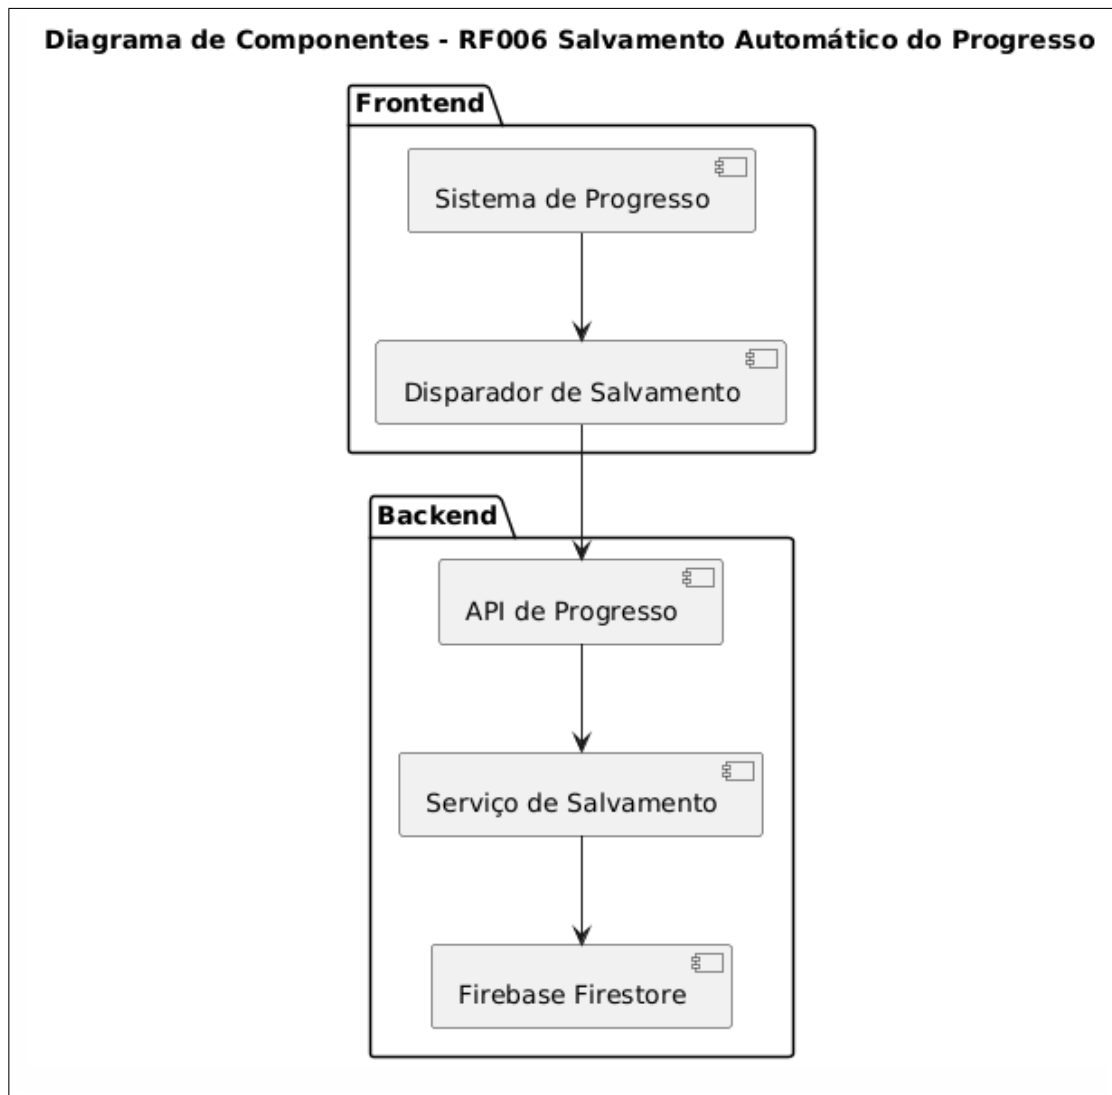 Diagrama de Componentes - RF006 Salvamento Automático do Progresso
Frontend
Sistema de Progresso
Disparador de Salvamento
Backend
API de Progresso
Serviço de Salvamento
Firebase Firestore